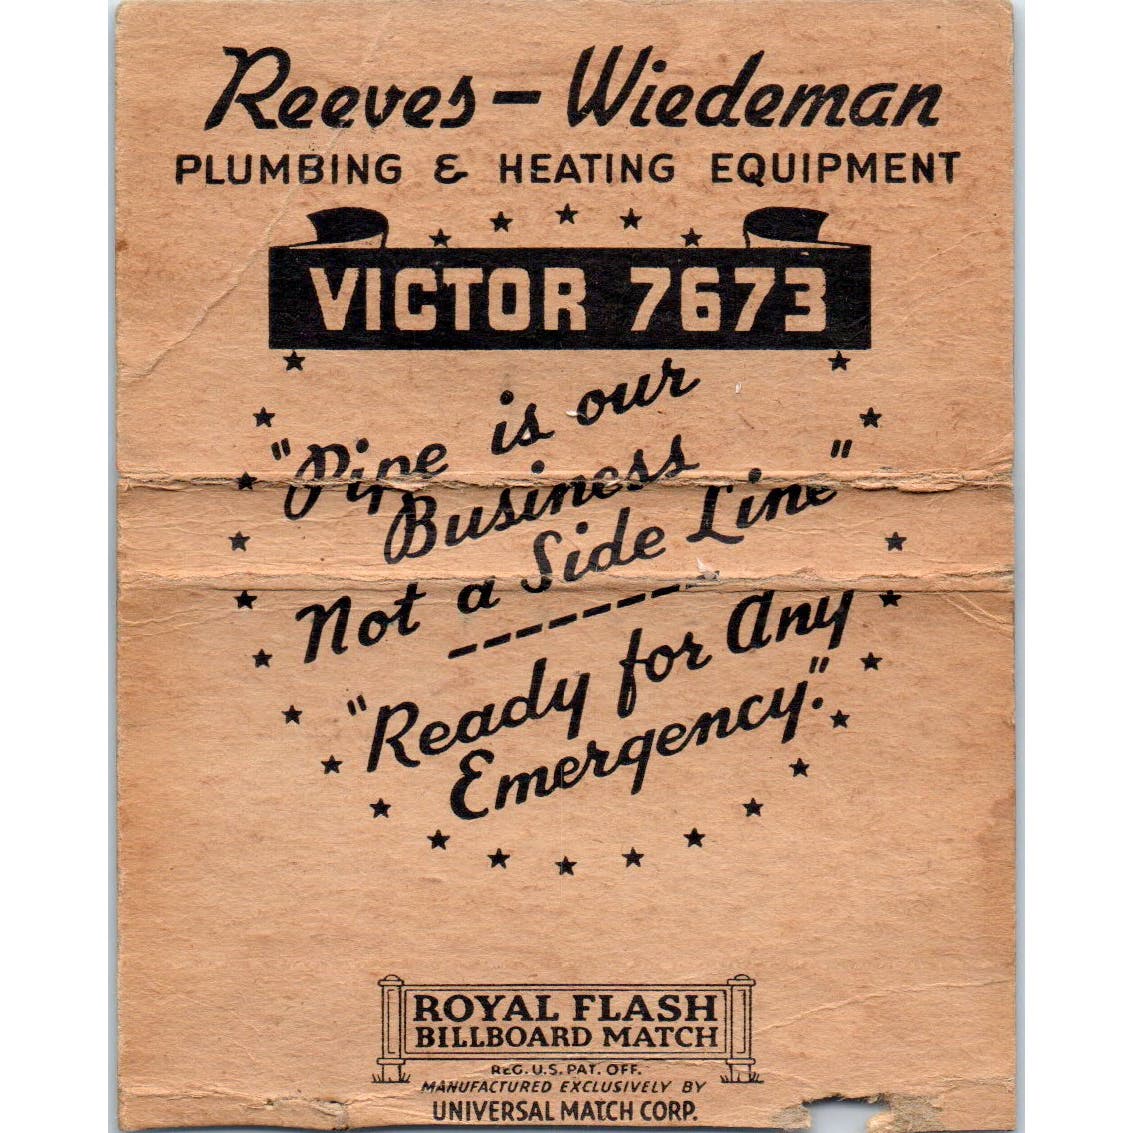 Reeves - Wiedeman
PLUMBING & HEATING EQUIPMENT
VICTOR 7673
"Pipe is our
Business
Not a Side Line"
"Ready for Any
Emergency."
ROYAL FLASH
BILLBOARD MATCH
REG. U.S. PAT. OFF.
MANUFACTURED EXCLUSIVELY BY
UNIVERSAL MATCH CORP.